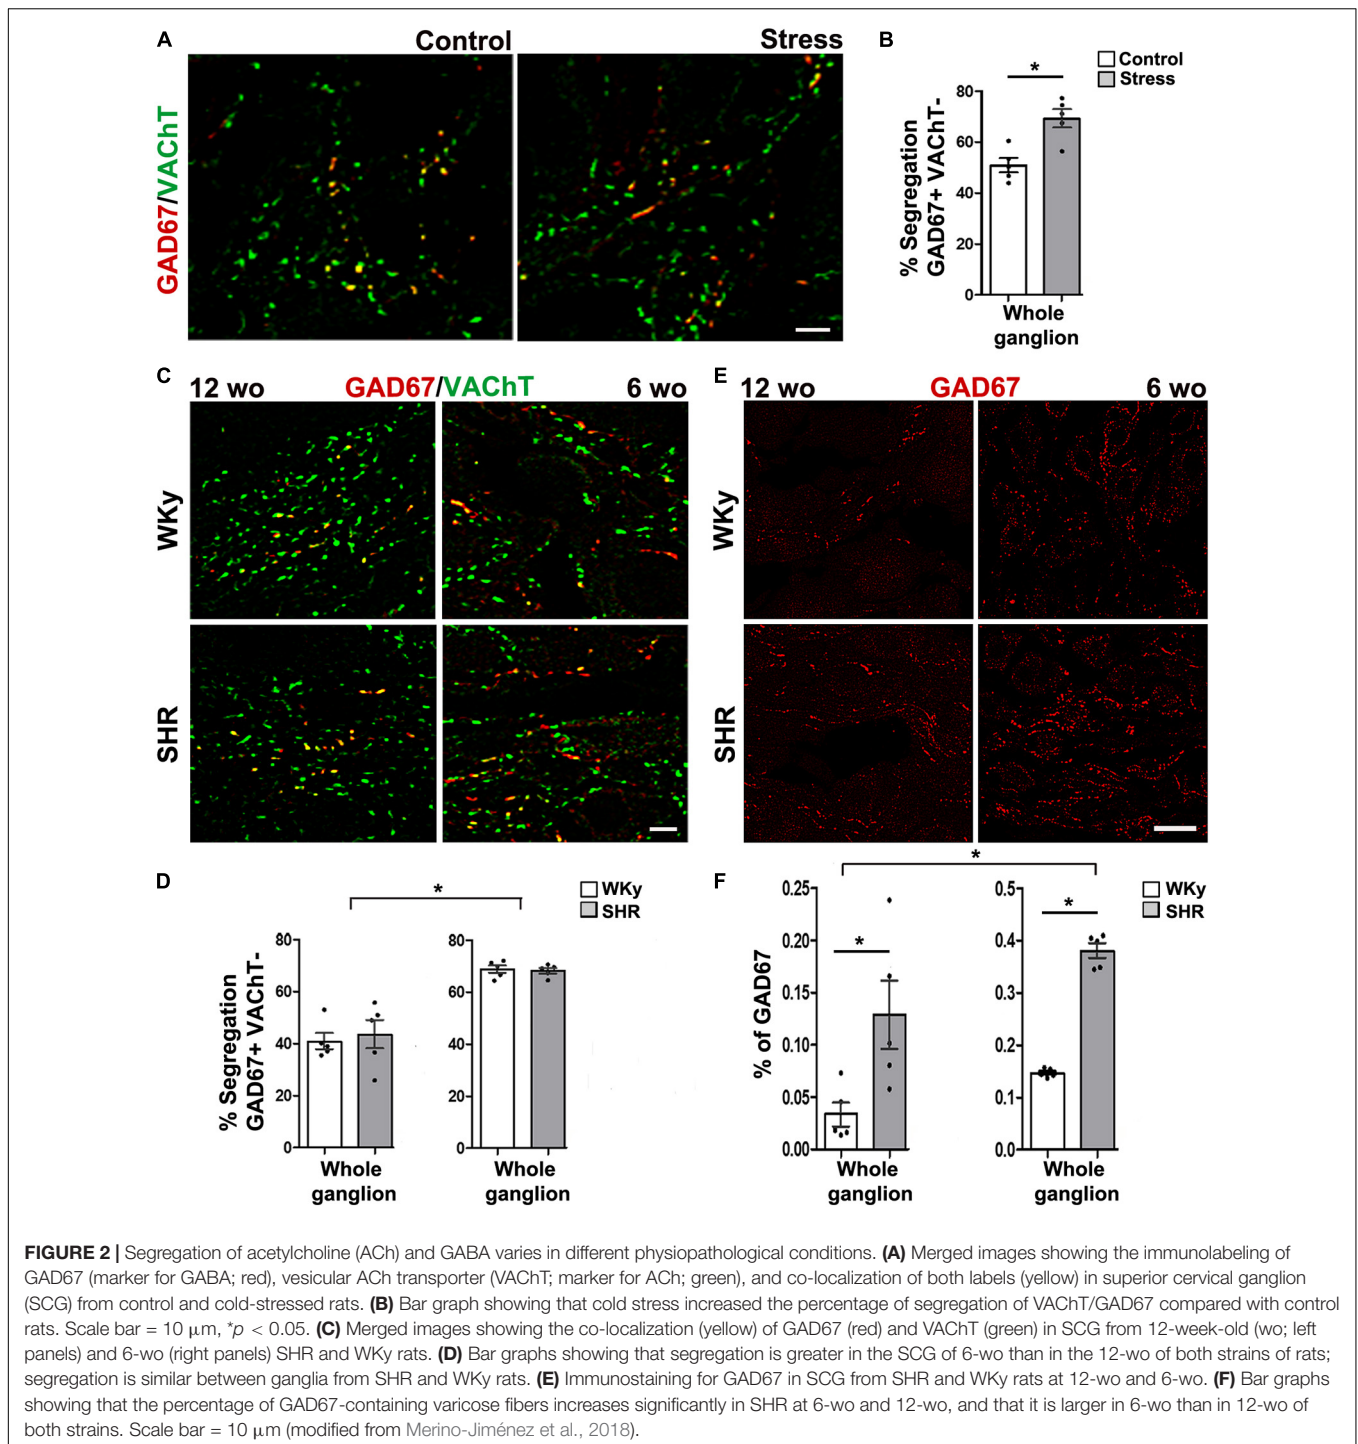 A
Control
Stress
GAD67/VAChT
B
Control
Stress
*
% Segregation
GAD67+ VAChT-
80
60
40
20
0
Whole
ganglion
C
12 wo
GAD67/VAChT
6 wo
WKy
SHR
E
12 wo
GAD67
6 wo
WKy
SHR
D
*
WKy
SHR
% Segregation
GAD67+ VAChT-
80
60
40
20
0
Whole
ganglion
80
60
40
20
0
Whole
ganglion
F
*
WKy
SHR
% of GAD67
0.25
0.20
0.15
0.10
0.05
0.00
*
Whole
ganglion
0.5
0.4
0.3
0.2
0.1
0.0
*
Whole
ganglion
FIGURE 2 | Segregation of acetylcholine (ACh) and GABA varies in different physiopathological conditions. (A) Merged images showing the immunolabeling of
GAD67 (marker for GABA; red), vesicular ACh transporter (VAChT; marker for ACh; green), and co-localization of both labels (yellow) in superior cervical ganglion
(SCG) from control and cold-stressed rats. (B) Bar graph showing that cold stress increased the percentage of segregation of VAChT/GAD67 compared with control
rats. Scale bar = 10 μm, *p < 0.05. (C) Merged images showing the co-localization (yellow) of GAD67 (red) and VAChT (green) in SCG from 12-week-old (wo; left
panels) and 6-wo (right panels) SHR and WKy rats. (D) Bar graphs showing that segregation is greater in the SCG of 6-wo than in the 12-wo of both strains of rats;
segregation is similar between ganglia from SHR and WKy rats. (E) Immunostaining for GAD67 in SCG from SHR and WKy rats at 12-wo and 6-wo. (F) Bar graphs
showing that the percentage of GAD67-containing varicose fibers increases significantly in SHR at 6-wo and 12-wo, and that it is larger in 6-wo than in 12-wo of
both strains. Scale bar = 10 μm (modified from Merino-Jiménez et al., 2018).